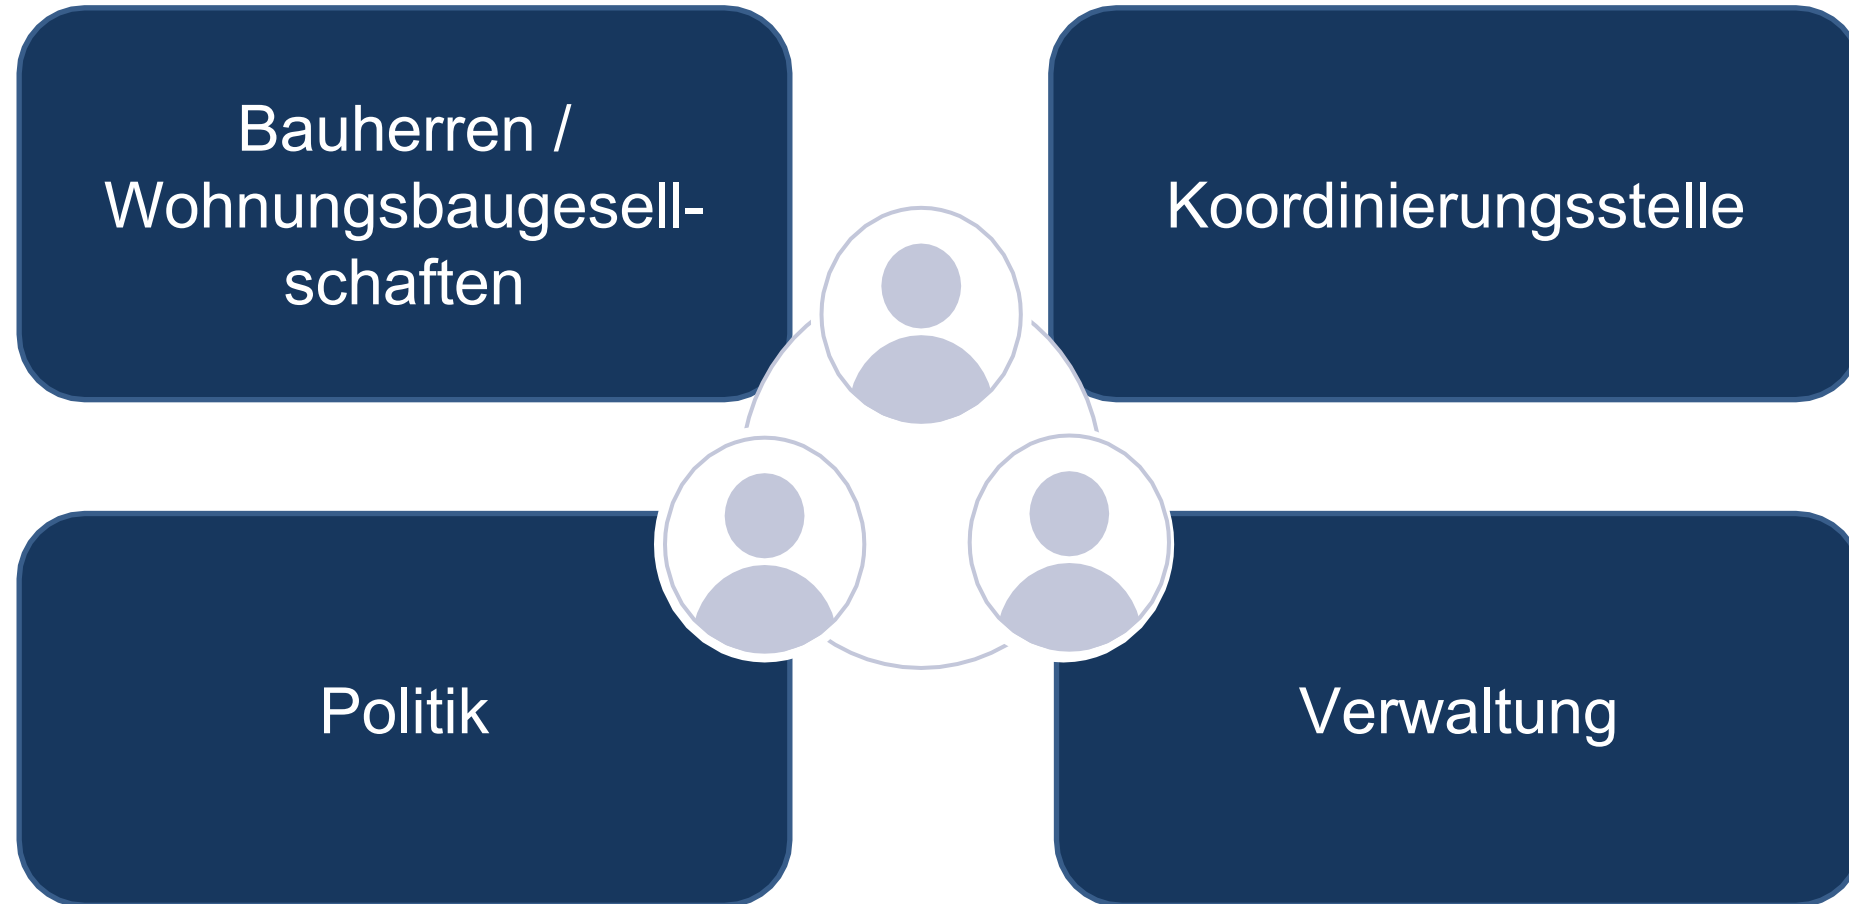 Bauherren /
Wohnungsbaugesell-
schaften
Koordinierungsstelle
Politik
Verwaltung